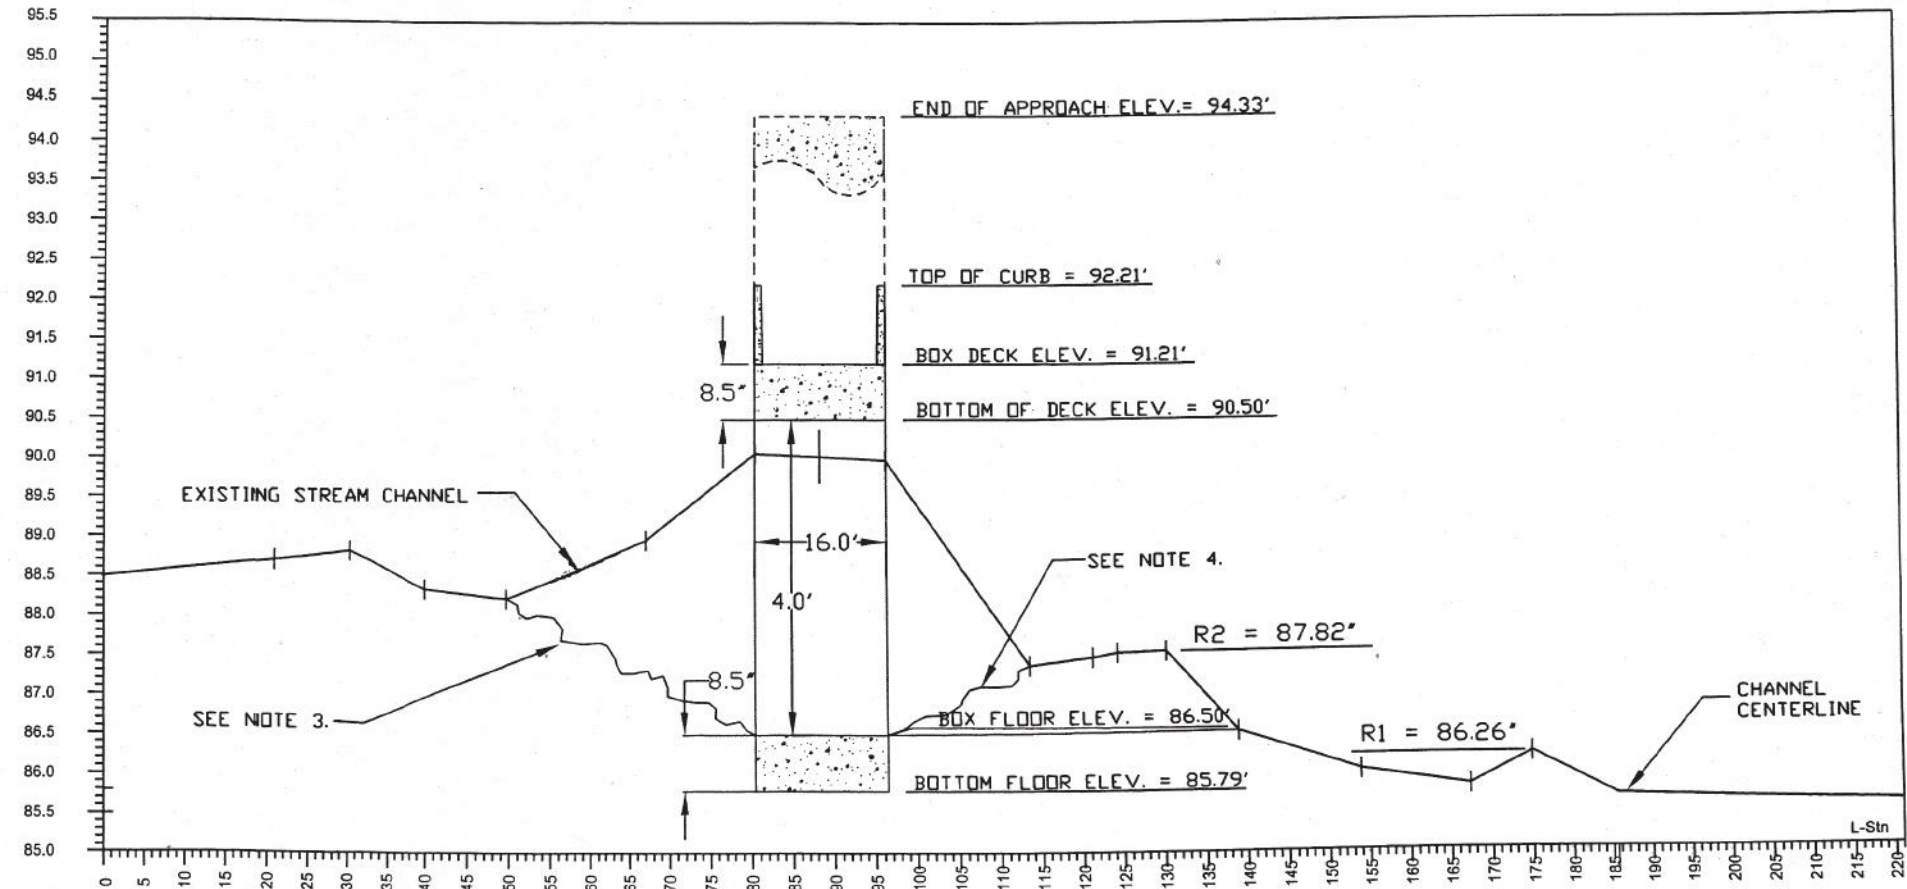 95.5
95.0
94.5
94.0
93.5
93.0
92.5
92.0
91.5
91.0
90.5
90.0
89.5
89.0
88.5
88.0
87.5
87.0
86.5
86.0
85.5
85.0
END OF APPROACH ELEV.= 94.33'
TOP OF CURB = 92.21'
BOX DECK ELEV. = 91.21'
8.5"
BOTTOM OF DECK ELEV. = 90.50'
EXISTIING STREAM CHANNEL
16.0'
SEE NOTE 4.
4.0'
R2 = 87.82"
8.5"
SEE NOTE 3.
BOX FLOOR ELEV. = 86.50'
CHANNEL
CENTERLINE
R1 = 86.26"
BOTTOM FLOOR ELEV. = 85.79'
L-Stn
0 5 10 15 20 25 30 35 40 45 50 55 60 65 70 75 80 85 90 95 100 105 110 115 120 125 130 135 140 145 150 155 160 165 170 175 180 185 190 195 200 205 210 215 220